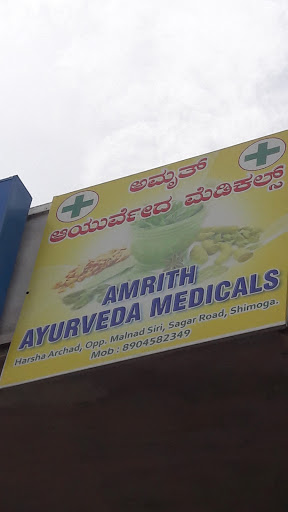 ಅಮೃತ್
ಆಯುರ್ವೇದ ಮೆಡಿಕಲ್ಸ್
AMRITH
AYURVEDA MEDICALS
Harsha Archad, Opp. Malnad Siri, Sagar Road, Shimoga.
Mob : 8904582349